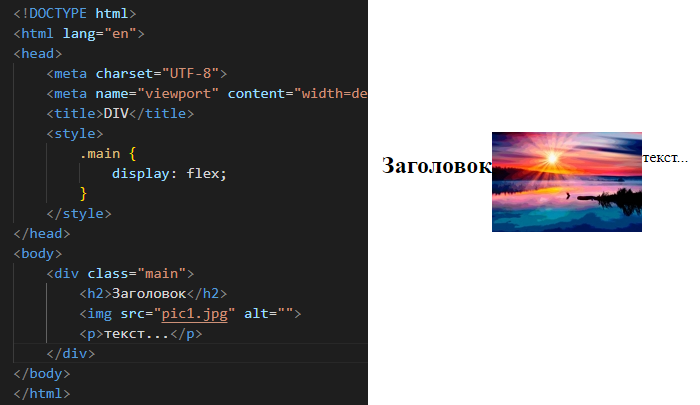 <!DOCTYPE html>
<html lang="en">
<head>
    <meta charset="UTF-8">
    <meta name="viewport" content="width=de
    <title>DIV</title>
    <style>
        .main {
            display: flex;
        }
    </style>
</head>
<body>
    <div class="main">
        <h2>Заголовок</h2>
        <img src="pic1.jpg" alt="">
        <p>текст...</p>
    </div>
</body>
</html>
Заголовок
текст...